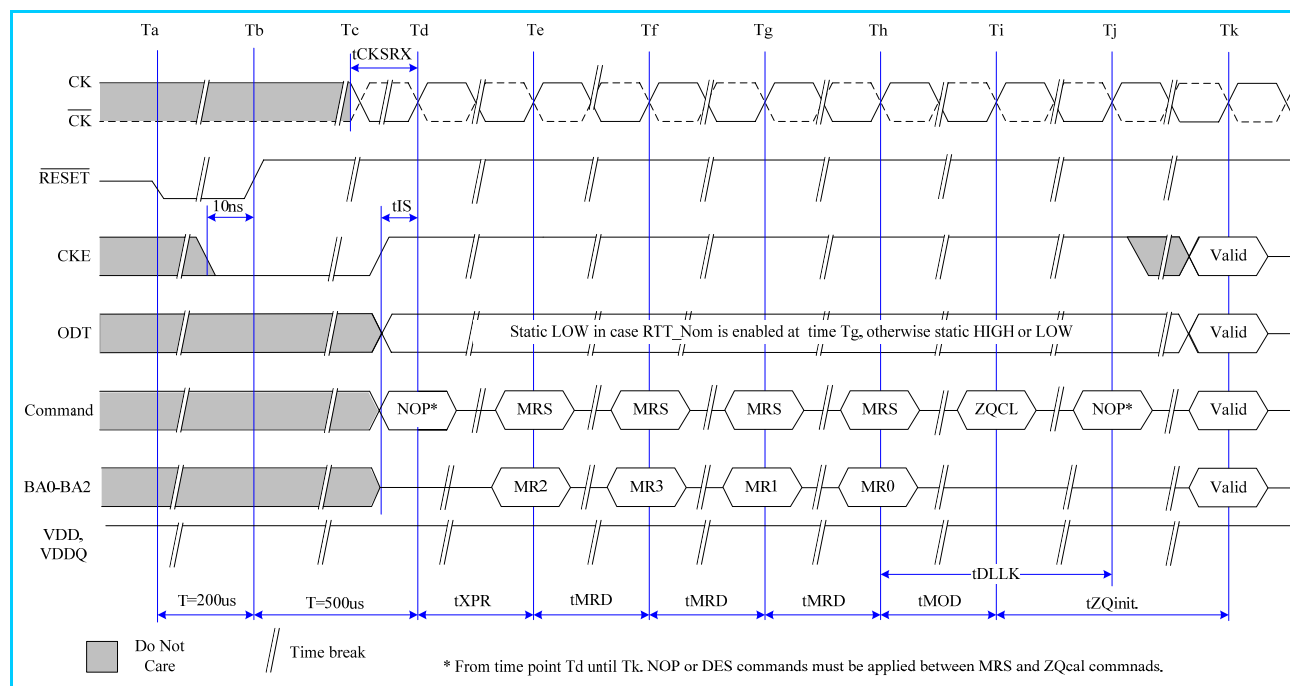 Ta Tb Tc Td Te Tf Tg Th Ti Tj Tk
tCKSRX
CK
CK
RESET
10ns tIS
CKE Valid
ODT Static LOW in case RTT_Nom is enabled at time Tg, otherwise static HIGH or LOW Valid
Command NOP* MRS MRS MRS MRS ZQCL NOP* Valid
BA0-BA2 MR2 MR3 MR1 MR0 Valid
VDD,
VDDQ
tDLLK
T=200us T=500us tXPR tMRD tMRD tMRD tMOD tZQinit.
Do Not
Care
Time break
* From time point Td until Tk. NOP or DES commands must be applied between MRS and ZQcal commnads.